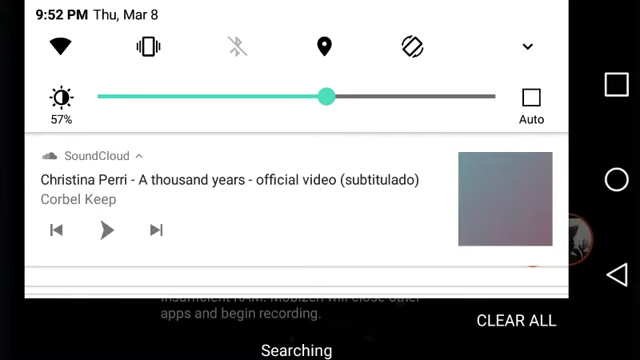 9:52 PM Thu, Mar 8
57%
Auto
SoundCloud
Christina Perri - A thousand years - official video (subtitulado)
Corbel Keep
Insufficient RAM. Mobizen will close other
apps and begin recording.
CLEAR ALL
Searching